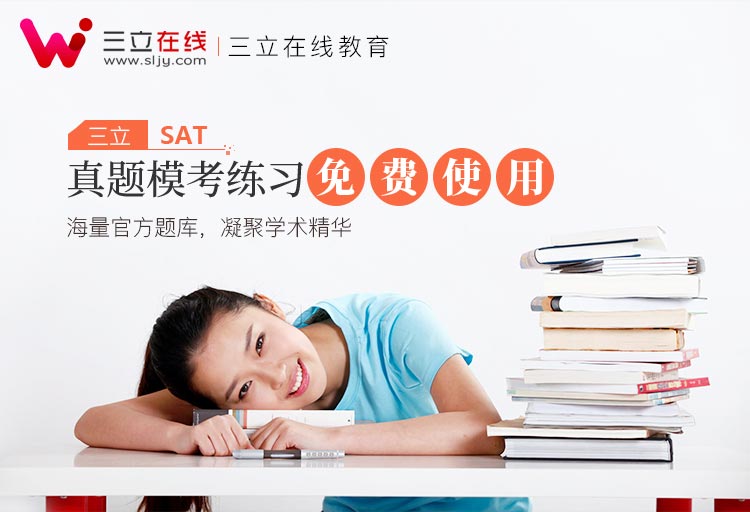 三立在线 | 三立在线教育
www.sljy.com
三立 SAT
真题模考练习免费使用
海量官方题库，凝聚学术精华